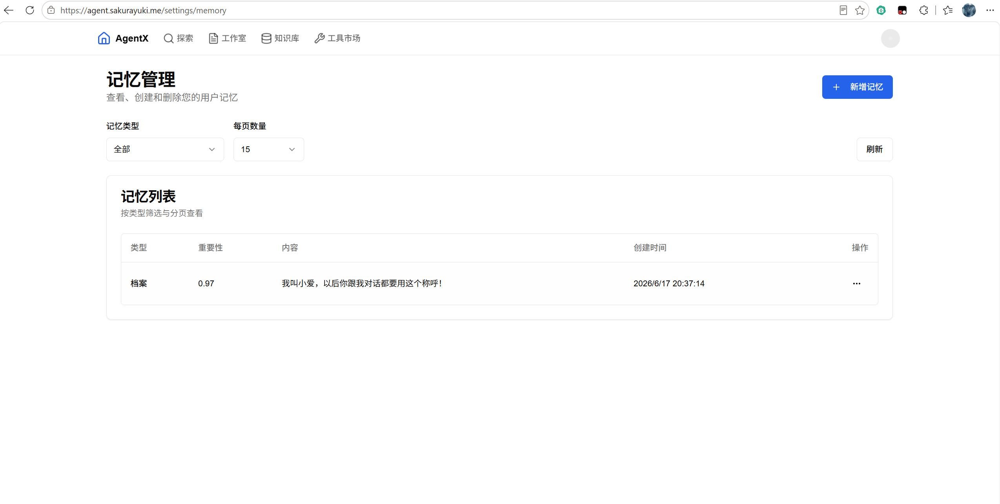 https://agent.sakurayuki.me/settings/memory
AgentX 探索 工作室 知识库 工具市场
记忆管理
查看、创建和删除您的用户记忆
新增记忆
记忆类型 每页数量
全部 15 刷新
记忆列表
按类型筛选与分页查看
类型 重要性 内容 创建时间 操作
档案 0.97 我叫小爱，以后你跟我对话都要用这个称呼！ 2026/6/17 20:37:14